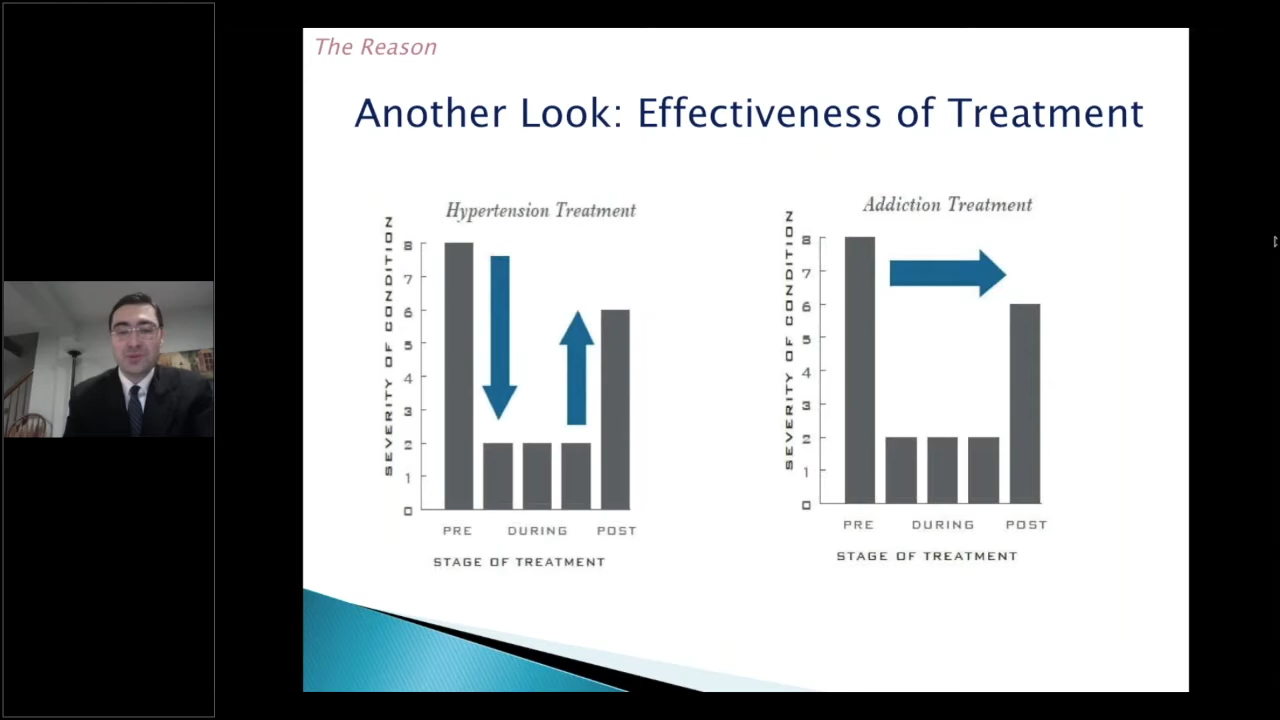 The Reason
Another Look: Effectiveness of Treatment
Hypertension Treatment
SEVERITY OF CONDITION
8
7
6
5
4
3
2
1
0
PRE DURING POST
STAGE OF TREATMENT
Addiction Treatment
SEVERITY OF CONDITION
8
7
6
5
4
3
2
1
0
PRE DURING POST
STAGE OF TREATMENT